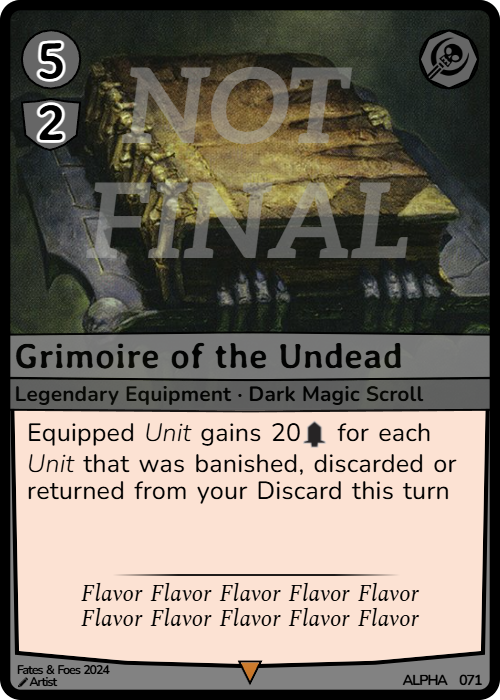 5
2
NOT
FINAL
Grimoire of the Undead
Legendary Equipment · Dark Magic Scroll
Equipped Unit gains 20 for each
Unit that was banished, discarded or
returned from your Discard this turn
Flavor Flavor Flavor Flavor Flavor
Flavor Flavor Flavor Flavor Flavor
Fates & Foes 2024
Artist
ALPHA 071